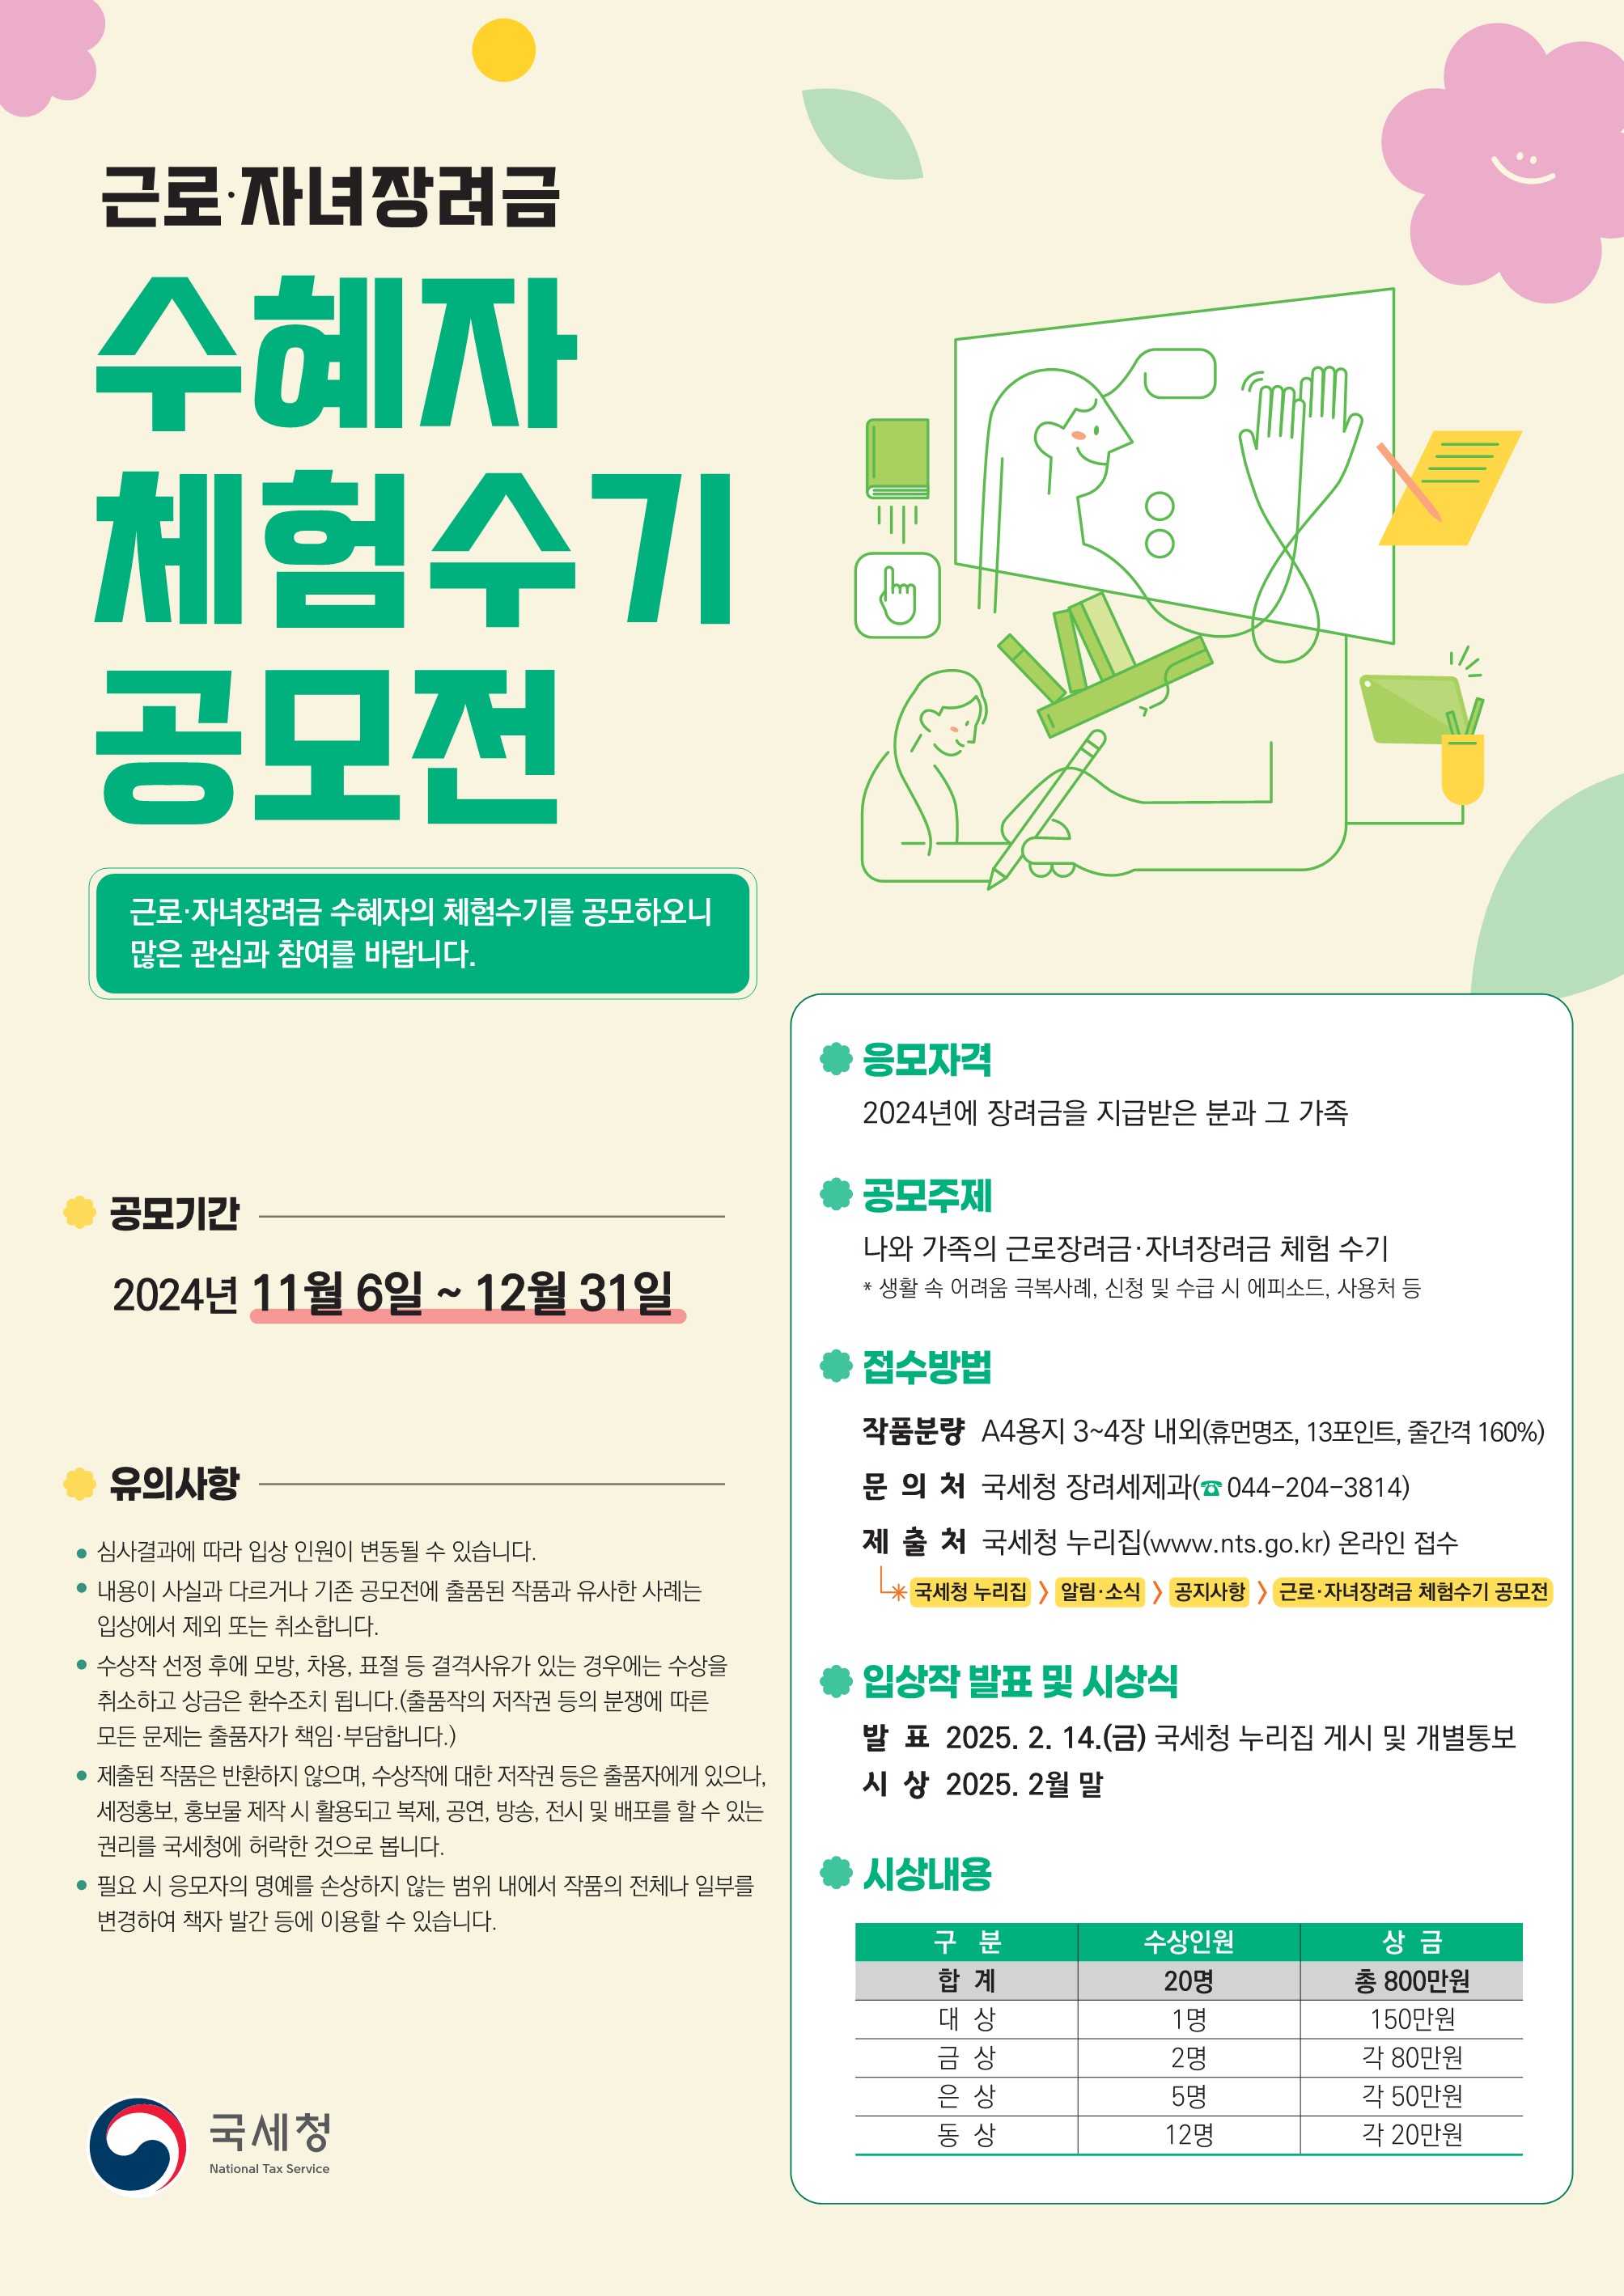 근로·자녀장려금
수혜자
체험수기
공모전
근로·자녀장려금 수혜자의 체험수기를 공모하오니
많은 관심과 참여를 바랍니다.
공모기간
2024년 11월 6일 ~ 12월 31일
유의사항
심사결과에 따라 입상 인원이 변동될 수 있습니다.
내용이 사실과 다르거나 기존 공모전에 출품된 작품과 유사한 사례는
입상에서 제외 또는 취소합니다.
수상작 선정 후에 모방, 차용, 표절 등 결격사유가 있는 경우에는 수상을
취소하고 상금은 환수조치 됩니다.(출품작의 저작권 등의 분쟁에 따른
모든 문제는 출품자가 책임·부담합니다.)
제출된 작품은 반환하지 않으며, 수상작에 대한 저작권 등은 출품자에게 있으나,
세정홍보, 홍보물 제작 시 활용되고 복제, 공연, 방송, 전시 및 배포를 할 수 있는
권리를 국세청에 허락한 것으로 봅니다.
필요 시 응모자의 명예를 손상하지 않는 범위 내에서 작품의 전체나 일부를
변경하여 책자 발간 등에 이용할 수 있습니다.
국세청
National Tax Service
응모자격
2024년에 장려금을 지급받은 분과 그 가족
공모주제
나와 가족의 근로장려금·자녀장려금 체험 수기
* 생활 속 어려움 극복사례, 신청 및 수급 시 에피소드, 사용처 등
접수방법
작품분량 A4용지 3~4장 내외(휴먼명조, 13포인트, 줄간격 160%)
문 의 처 국세청 장려세제과(☎044-204-3814)
제 출 처 국세청 누리집(www.nts.go.kr) 온라인 접수
국세청 누리집 〉 알림·소식 〉 공지사항 〉 근로·자녀장려금 체험수기 공모전
입상작 발표 및 시상식
발 표 2025. 2. 14.(금) 국세청 누리집 게시 및 개별통보
시 상 2025. 2월 말
시상내용
구 분 수상인원 상 금
합 계 20명 총 800만원
대 상 1명 150만원
금 상 2명 각 80만원
은 상 5명 각 50만원
동 상 12명 각 20만원